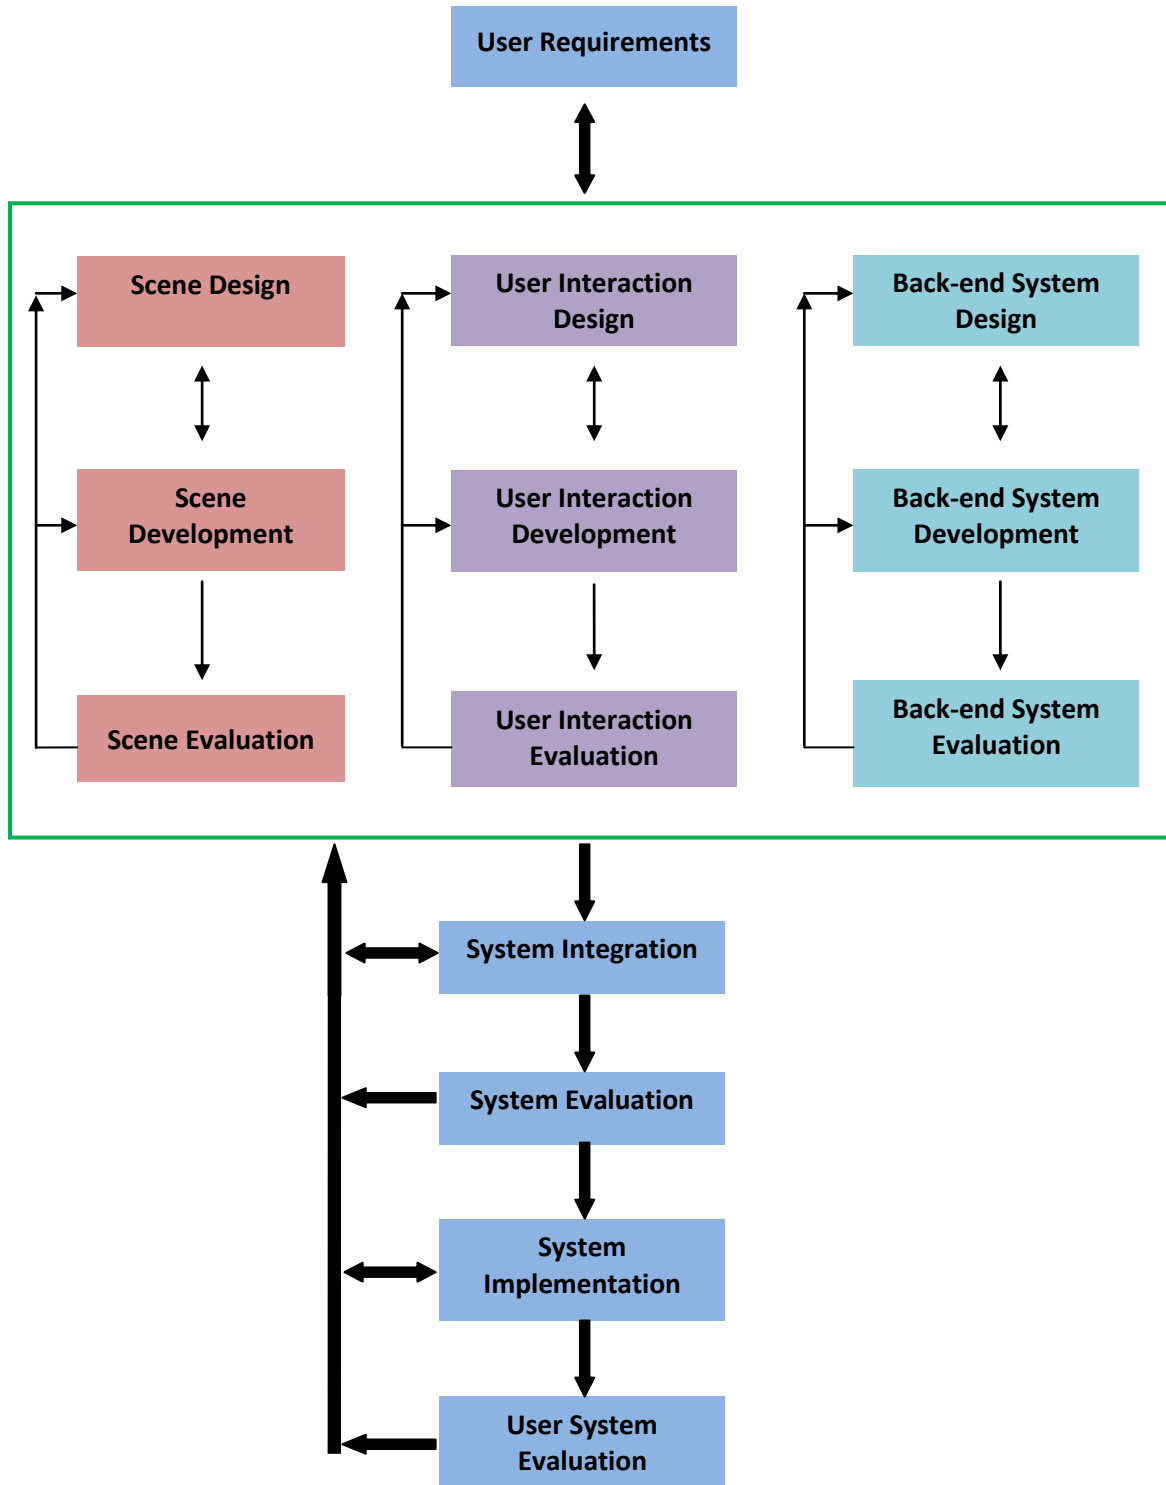 User Requirements
Scene Design
User Interaction
Design
Back-end System
Design
Scene
Development
User Interaction
Development
Back-end System
Development
Scene Evaluation
User Interaction
Evaluation
Back-end System
Evaluation
System Integration
System Evaluation
System
Implementation
User System
Evaluation